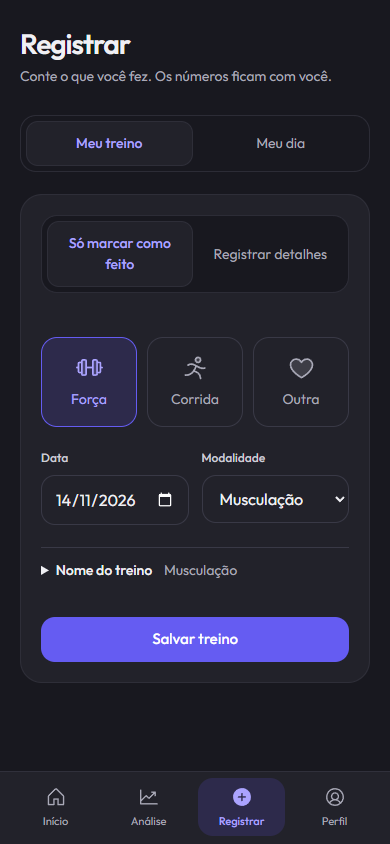 Registrar
Conte o que você fez. Os números ficam com você.
Meu treino
Meu dia
Só marcar como
feito
Registrar detalhes
Força
Corrida
Outra
Data
Modalidade
14/11/2026
Musculação
Nome do treino Musculação
Salvar treino
Início
Análise
Registrar
Perfil